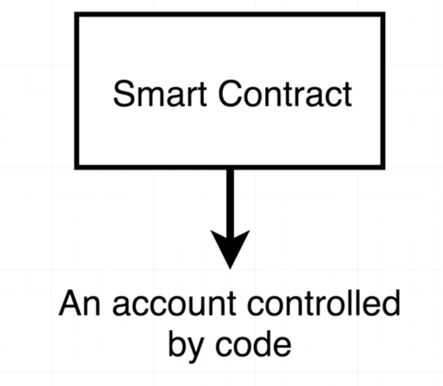 Smart Contract
An account controlled
by code